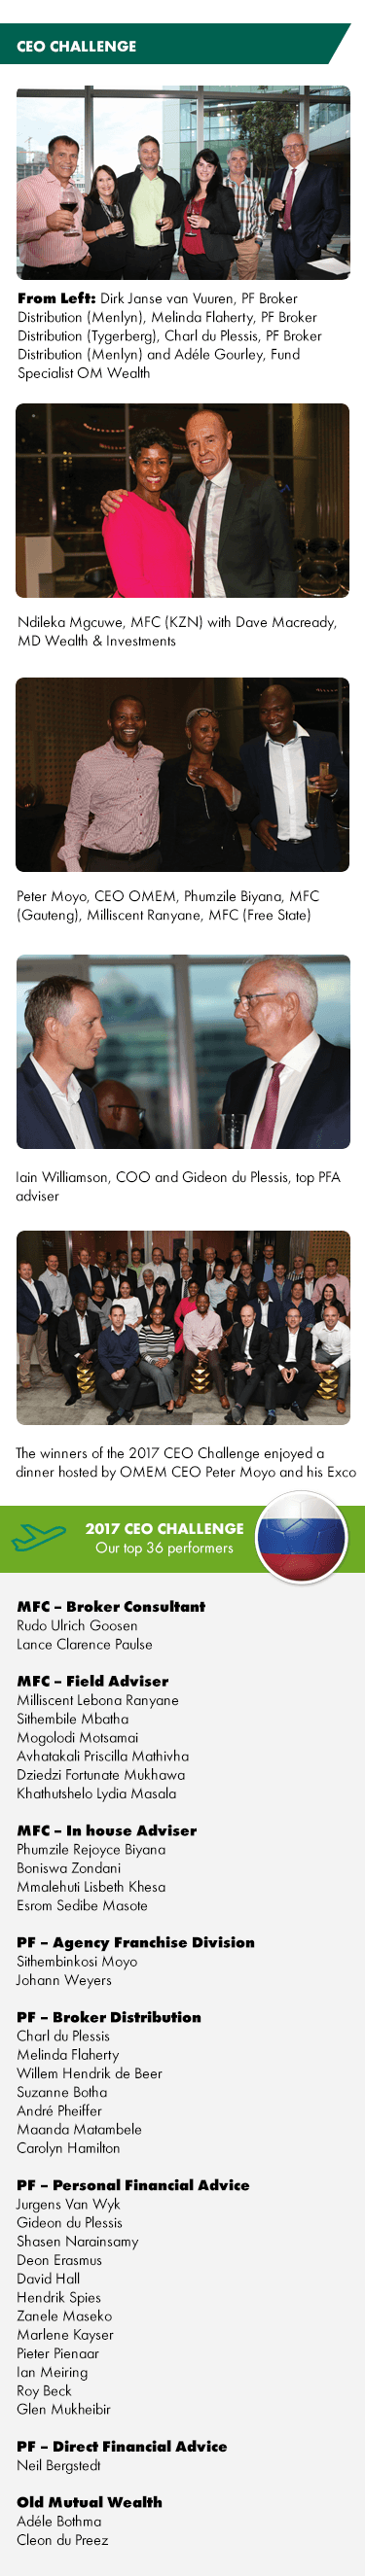 CEO CHALLENGE
From Left: Dirk Janse van Vuuren, PF Broker
Distribution (Menlyn), Melinda Flaherty, PF Broker
Distribution (Tygerberg), Charl du Plessis, PF Broker
Distribution (Menlyn) and Adéle Gourley, Fund
Specialist OM Wealth
Ndileka Mgcuwe, MFC (KZN) with Dave Macready,
MD Wealth & Investments
Peter Moyo, CEO OMEM, Phumzile Biyana, MFC
(Gauteng), Milliscent Ranyane, MFC (Free State)
Iain Williamson, COO and Gideon du Plessis, top PFA
adviser
The winners of the 2017 CEO Challenge enjoyed a
dinner hosted by OMEM CEO Peter Moyo and his Exco
2017 CEO CHALLENGE
Our top 36 performers
MFC – Broker Consultant
Rudo Ulrich Goosen
Lance Clarence Paulse
MFC – Field Adviser
Milliscent Lebona Ranyane
Sithembile Mbatha
Mogolodi Motsamai
Avhatakali Priscilla Mathivha
Dziedzi Fortunate Mukhawa
Khathutshelo Lydia Masala
MFC – In house Adviser
Phumzile Rejoyce Biyana
Boniswa Zondani
Mmalehuti Lisbeth Khesa
Esrom Sedibe Masote
PF – Agency Franchise Division
Sithembinkosi Moyo
Johann Weyers
PF – Broker Distribution
Charl du Plessis
Melinda Flaherty
Willem Hendrik de Beer
Suzanne Botha
André Pheiffer
Maanda Matambele
Carolyn Hamilton
PF – Personal Financial Advice
Jurgens Van Wyk
Gideon du Plessis
Shasen Narainsamy
Deon Erasmus
David Hall
Hendrik Spies
Zanele Maseko
Marlene Kayser
Pieter Pienaar
Ian Meiring
Roy Beck
Glen Mukheibir
PF – Direct Financial Advice
Neil Bergstedt
Old Mutual Wealth
Adéle Bothma
Cleon du Preez